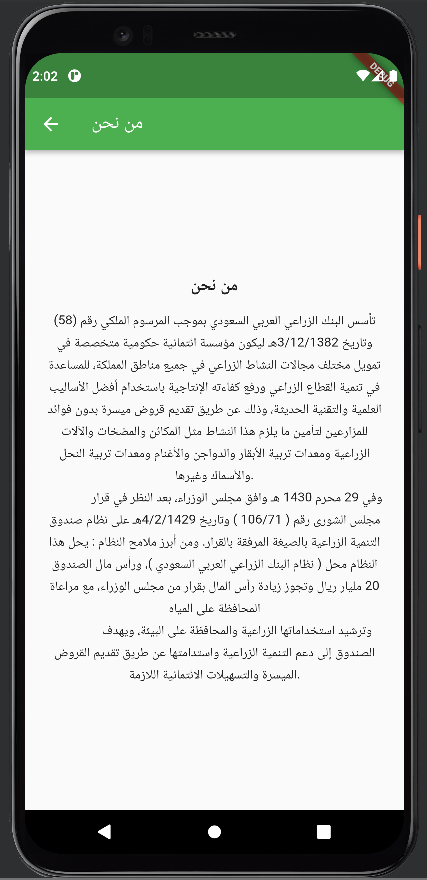 2:02
DEBUG
من نحن
من نحن
تأسس البنك الزراعي العربي السعودي بموجب المرسوم الملكي رقم (58)
وتاريخ 3/12/1382هـ ليكون مؤسسة ائتمانية حكومية متخصصة في
تمويل مختلف مجالات النشاط الزراعي في جميع مناطق المملكة، للمساعدة
في تنمية القطاع الزراعي ورفع كفاءته الإنتاجية باستخدام أفضل الأساليب
العلمية والتقنية الحديثة، وذلك عن طريق تقديم قروض ميسرة بدون فوائد
للمزارعين لتأمين ما يلزم هذا النشاط مثل المكائن والمضخات والآلات
الزراعية ومعدات تربية الأبقار والدواجن والأغنام ومعدات تربية النحل
والأسماك وغيرها.
وفي 29 محرم 1430 هـ وافق مجلس الوزراء، بعد النظر في قرار
مجلس الشورى رقم ( 106/71 ) وتاريخ 4/2/1429هـ على نظام صندوق
التنمية الزراعية بالصيغة المرفقة بالقرار، ومن أبرز ملامح النظام : يحل هذا
النظام محل ( نظام البنك الزراعي العربي السعودي )، ورأس مال الصندوق
20 مليار ريال وتجوز زيادة رأس المال بقرار من مجلس الوزراء، مع مراعاة
المحافظة على المياه
وترشيد استخداماتها الزراعية والمحافظة على البيئة، ويهدف
الصندوق إلى دعم التنمية الزراعية واستدامتها عن طريق تقديم القروض
الميسرة والتسهيلات الائتمانية اللازمة.